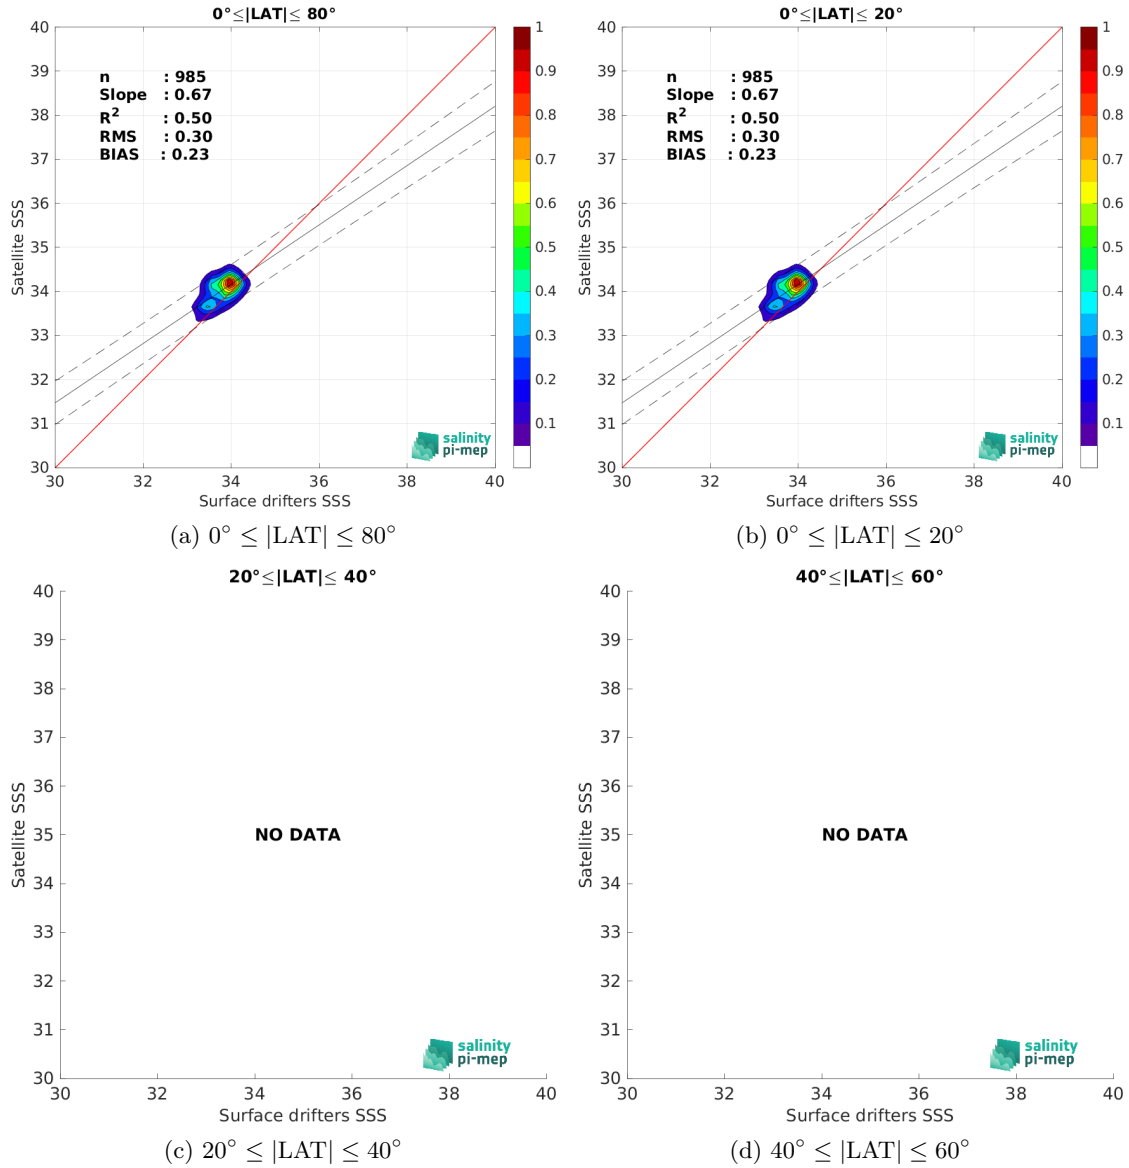 0°≤|LAT|≤ 80°
40
39
38
37
36
35
34
33
32
31
30
Satellite SSS
n : 985
Slope : 0.67
R² : 0.50
RMS : 0.30
BIAS : 0.23
salinity
pi-mep
30 32 34 36 38 40
Surface drifters SSS
1
0.9
0.8
0.7
0.6
0.5
0.4
0.3
0.2
0.1
(a) 0° ≤ |LAT| ≤ 80°
0°≤|LAT|≤ 20°
40
39
38
37
36
35
34
33
32
31
30
Satellite SSS
n : 985
Slope : 0.67
R² : 0.50
RMS : 0.30
BIAS : 0.23
salinity
pi-mep
30 32 34 36 38 40
Surface drifters SSS
1
0.9
0.8
0.7
0.6
0.5
0.4
0.3
0.2
0.1
(b) 0° ≤ |LAT| ≤ 20°
20°≤|LAT|≤ 40°
40
39
38
37
36
35
34
33
32
31
30
Satellite SSS
NO DATA
salinity
pi-mep
30 32 34 36 38 40
Surface drifters SSS
(c) 20° ≤ |LAT| ≤ 40°
40°≤|LAT|≤ 60°
40
39
38
37
36
35
34
33
32
31
30
Satellite SSS
NO DATA
salinity
pi-mep
30 32 34 36 38 40
Surface drifters SSS
(d) 40° ≤ |LAT| ≤ 60°